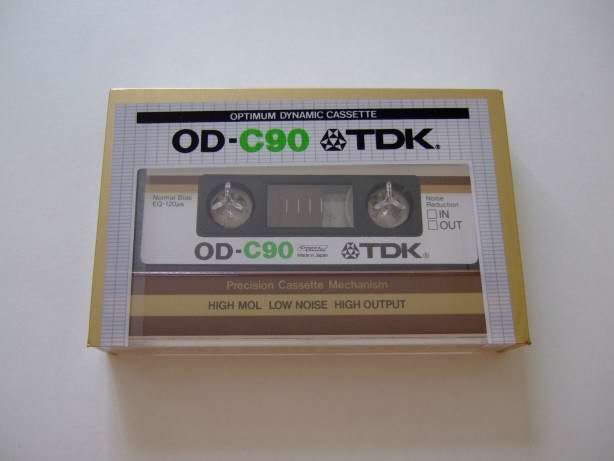 OPTIMUM DYNAMIC CASSETTE
OD-C90 TDK®
Normal Bias
EQ-120µs
Noise
Reduction
IN
OUT
OD-C90 Made in Japan TDK®
Precision Cassette Mechanism
HIGH MOL LOW NOISE HIGH OUTPUT